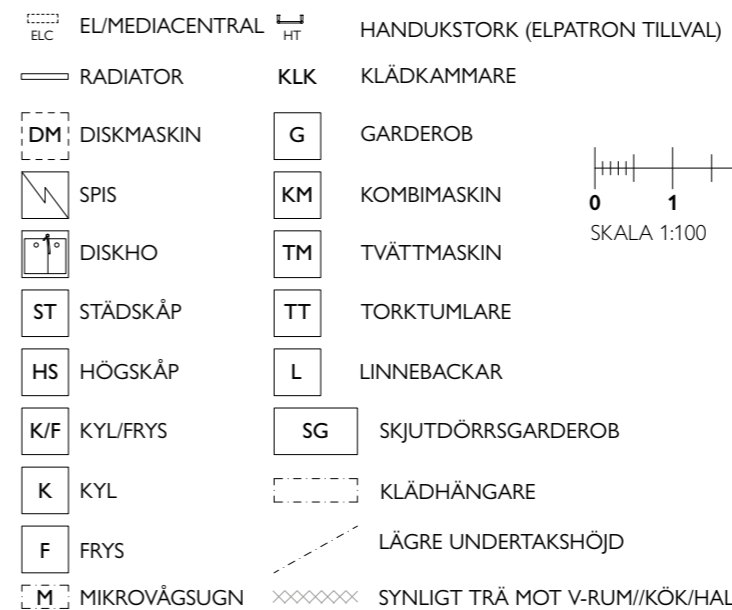 ELC EL/MEDIACENTRAL
RADIATOR
DM DISKMASKIN
SPIS
DISKHO
ST STÄDSKÅP
HS HÖGSKÅP
K/F KYL/FRYS
K KYL
F FRYS
M MIKROVÅGSUGN
HT HANDUKSTORK (ELPATRON TILLVAL)
KLK KLÄDKAMMARE
G GARDEROB
KM KOMBIMASKIN
TM TVÄTTMASKIN
TT TORKTUMLARE
L LINNEBACKAR
SG SKJUTDÖRRSGARDEROB
KLÄDHÄNGARE
LÄGRE UNDERTAKSHÖJD
SYNLIGT TRÄ MOT V-RUM//KÖK/HAL
0 1
SKALA 1:100